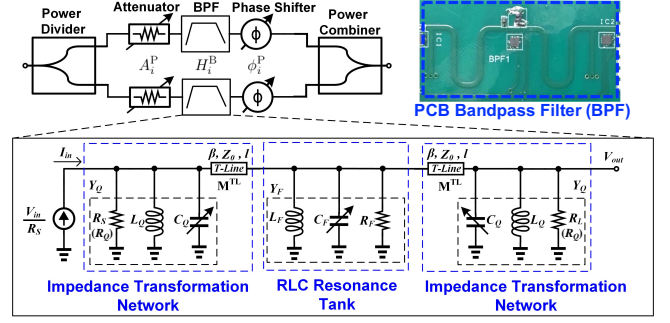 Power Divider
Attenuator
BPF
Phase Shifter
Power Combiner
A_i^P
H_i^B
ϕ_i^P
ϕ
ϕ
IC1
BPF1
IC2
PCB Bandpass Filter (BPF)
I_in
V_in/R_S
Y_Q
R_S
(R_Q)
L_Q
C_Q
β, Z_0, l
T-Line
M^TL
Y_F
L_F
C_F
R_F
β, Z_0, l
T-Line
M^TL
Y_Q
C_Q
L_Q
R_L
(R_Q)
V_out
Impedance Transformation
Network
RLC Resonance
Tank
Impedance Transformation
Network